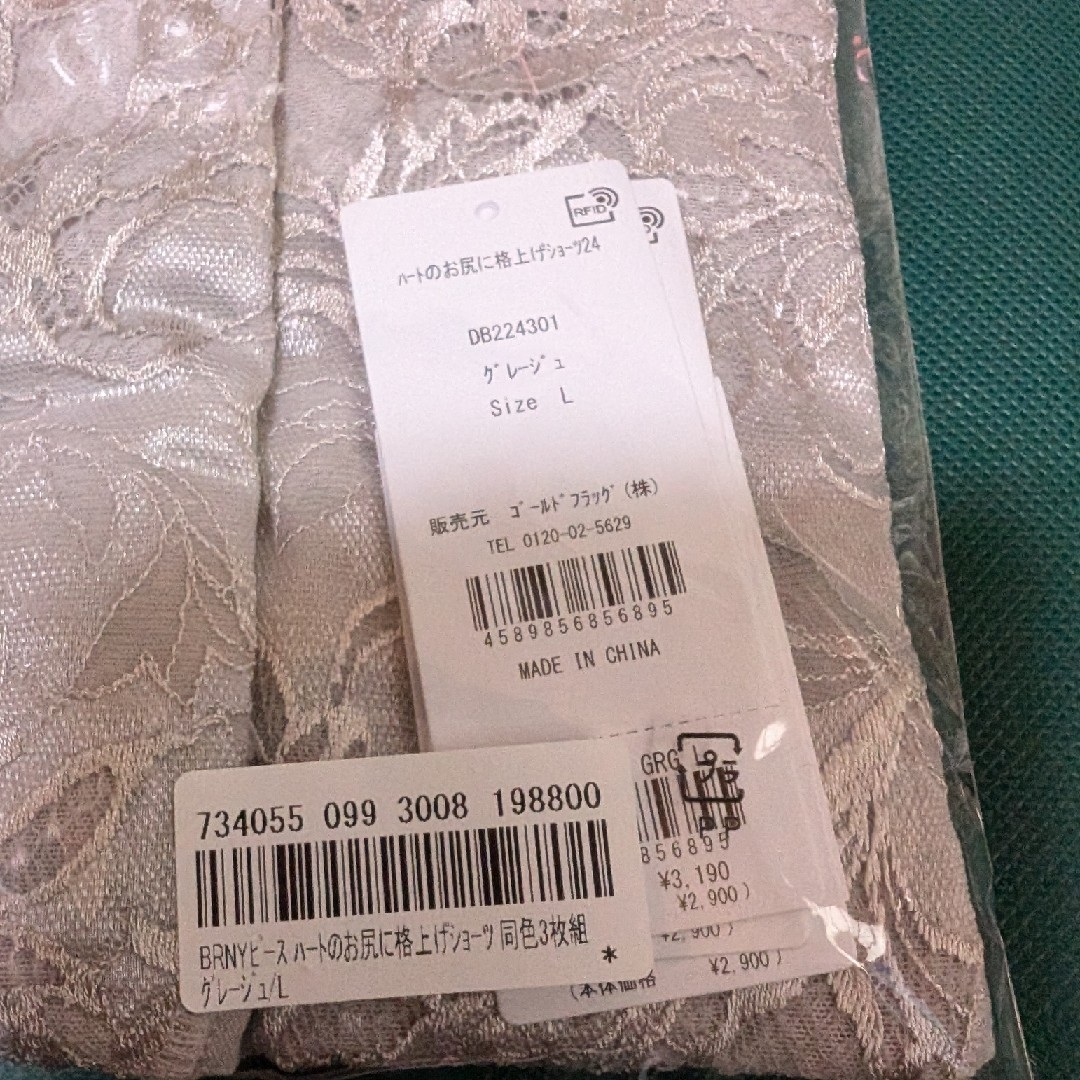 RFID
ﾊｰﾄのお尻に格上げｼｮｰﾂ24
DB224301
ｸﾞﾚｰｼﾞｭ
Size L
販売元 ｺﾞｰﾙﾄﾞﾌﾗｯｸﾞ(株)
TEL 0120-02-5629
4589856856895
MADE IN CHINA
GRG L
プラ
PP
856895
¥3,190
¥2,900)
¥2,900)
(本体価格 ¥2,900)
734055 099 3008 198800
BRNYﾋﾟｰｽ ﾊｰﾄのお尻に格上げｼｮｰﾂ 同色3枚組
ｸﾞﾚｰｼﾞｭ/L *